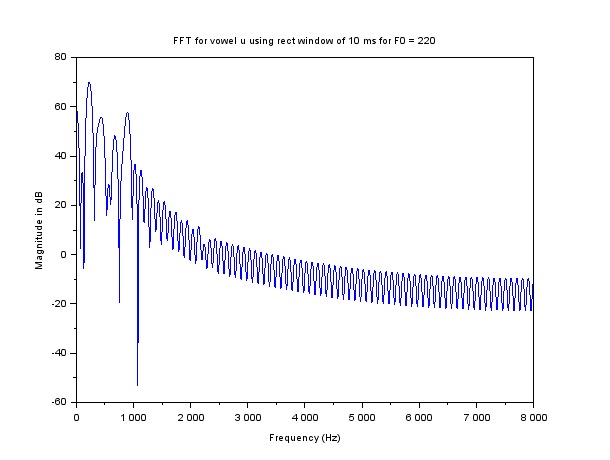 FFT for vowel u using rect window of 10 ms for F0 = 220
80
60
40
20
0
-20
-40
-60
Magnitude in dB
0 1 000 2 000 3 000 4 000 5 000 6 000 7 000 8 000
Frequency (Hz)